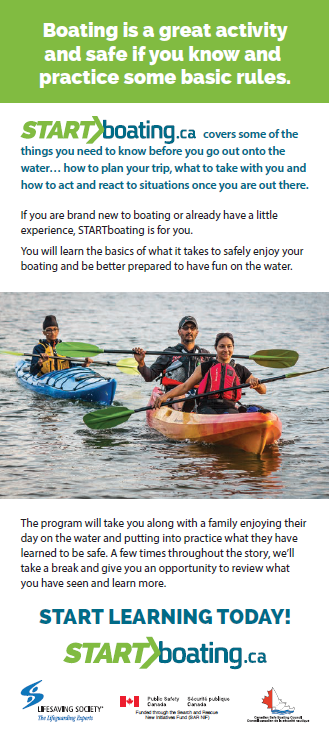 Boating is a great activity
and safe if you know and
practice some basic rules.
START boating.ca covers some of the
things you need to know before you go out onto the
water... how to plan your trip, what to take with you and
how to act and react to situations once you are out there.
If you are brand new to boating or already have a little
experience, STARTboating is for you.
You will learn the basics of what it takes to safely enjoy your
boating and be better prepared to have fun on the water.
The program will take you along with a family enjoying their
day on the water and putting into practice what they have
learned to be safe. A few times throughout the story, we'll
take a break and give you an opportunity to review what
you have seen and learn more.
START LEARNING TODAY!
START boating.ca
LIFESAVING SOCIETY®
The Lifeguarding Experts
Public Safety Canada
Sécurité publique Canada
Funded through the Search and Rescue
New Initiatives Fund (SAR NIF)
Canadian Safe Boating Council
Conseil canadien de la sécurité nautique